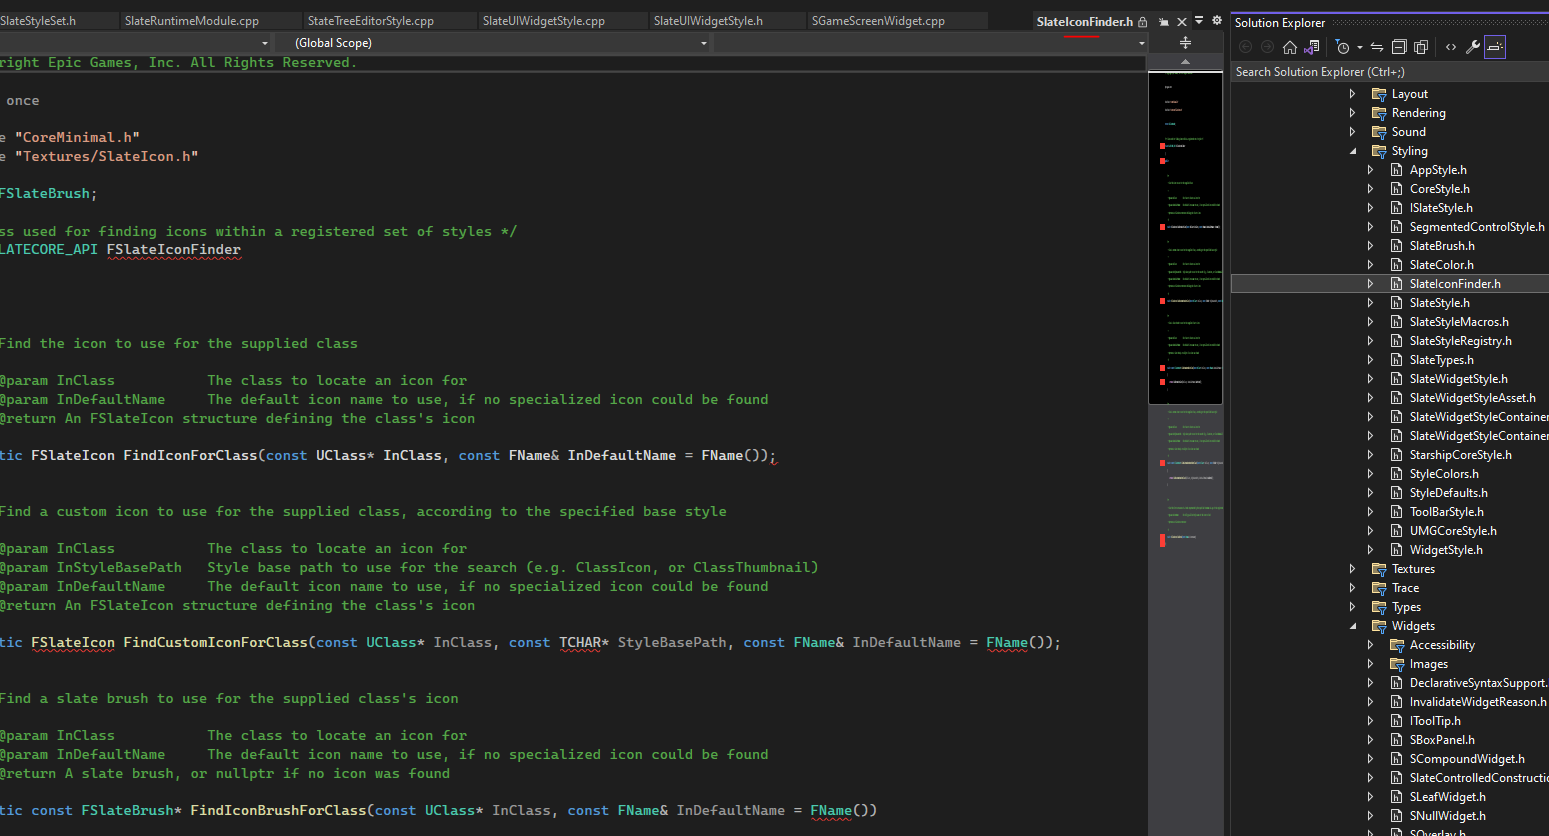 SlateStyleSet.h SlateRuntimeModule.cpp StateTreeEditorStyle.cpp SlateUIWidgetStyle.cpp SlateUIWidgetStyle.h SGameScreenWidget.cpp SlateIconFinder.h
(Global Scope)
right Epic Games, Inc. All Rights Reserved.
once
e "CoreMinimal.h"
e "Textures/SlateIcon.h"
FSlateBrush;
ss used for finding icons within a registered set of styles */
LATECORE_API FSlateIconFinder
Find the icon to use for the supplied class
@param InClass The class to locate an icon for
@param InDefaultName The default icon name to use, if no specialized icon could be found
@return An FSlateIcon structure defining the class's icon
tic FSlateIcon FindIconForClass(const UClass* InClass, const FName& InDefaultName = FName());
Find a custom icon to use for the supplied class, according to the specified base style
@param InClass The class to locate an icon for
@param InStyleBasePath Style base path to use for the search (e.g. ClassIcon, or ClassThumbnail)
@param InDefaultName The default icon name to use, if no specialized icon could be found
@return An FSlateIcon structure defining the class's icon
tic FSlateIcon FindCustomIconForClass(const UClass* InClass, const TCHAR* StyleBasePath, const FName& InDefaultName = FName());
Find a slate brush to use for the supplied class's icon
@param InClass The class to locate an icon for
@param InDefaultName The default icon name to use, if no specialized icon could be found
@return A slate brush, or nullptr if no icon was found
tic const FSlateBrush* FindIconBrushForClass(const UClass* InClass, const FName& InDefaultName = FName())
Solution Explorer
Search Solution Explorer (Ctrl+;)
Layout
Rendering
Sound
Styling
AppStyle.h
CoreStyle.h
ISlateStyle.h
SegmentedControlStyle.h
SlateBrush.h
SlateColor.h
SlateIconFinder.h
SlateStyle.h
SlateStyleMacros.h
SlateStyleRegistry.h
SlateTypes.h
SlateWidgetStyle.h
SlateWidgetStyleAsset.h
SlateWidgetStyleContainer
SlateWidgetStyleContainer
StarshipCoreStyle.h
StyleColors.h
StyleDefaults.h
ToolBarStyle.h
UMGCoreStyle.h
WidgetStyle.h
Textures
Trace
Types
Widgets
Accessibility
Images
DeclarativeSyntaxSupport.
InvalidateWidgetReason.h
IToolTip.h
SBoxPanel.h
SCompoundWidget.h
SlateControlledConstructio
SLeafWidget.h
SNullWidget.h
SOverlay.h